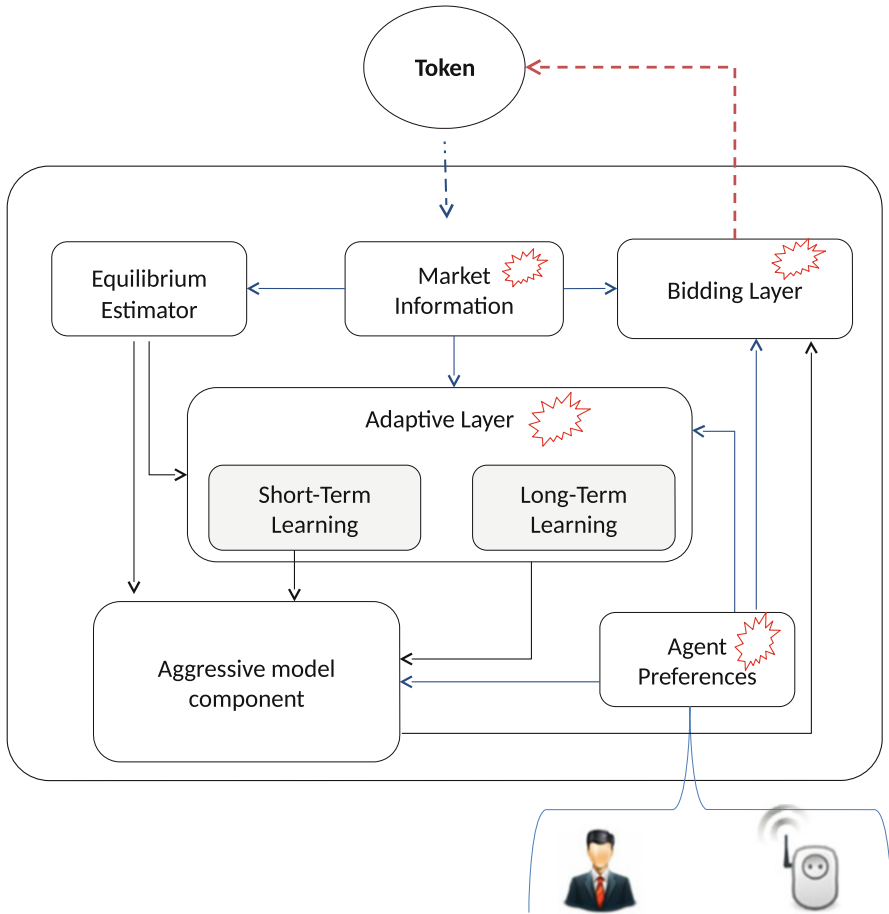 Token
Equilibrium
Estimator
Market
Information
Bidding Layer
Adaptive Layer
Short-Term
Learning
Long-Term
Learning
Aggressive model
component
Agent
Preferences